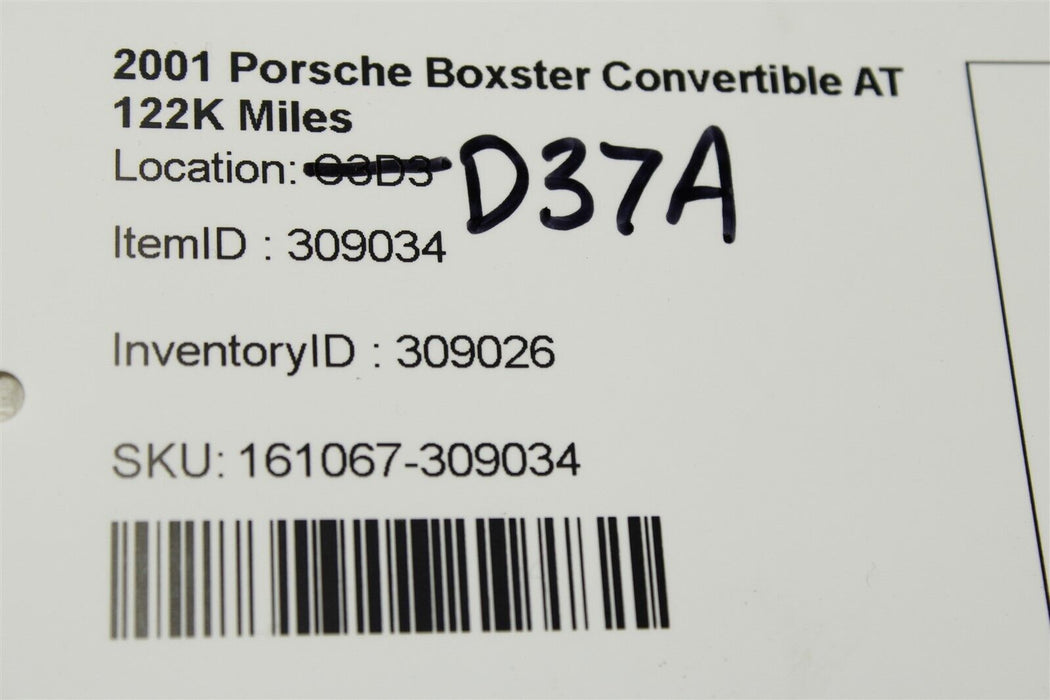 2001 Porsche Boxster Convertible AT
122K Miles
Location: D37A
ItemID : 309034
InventoryID : 309026
SKU: 161067-309034